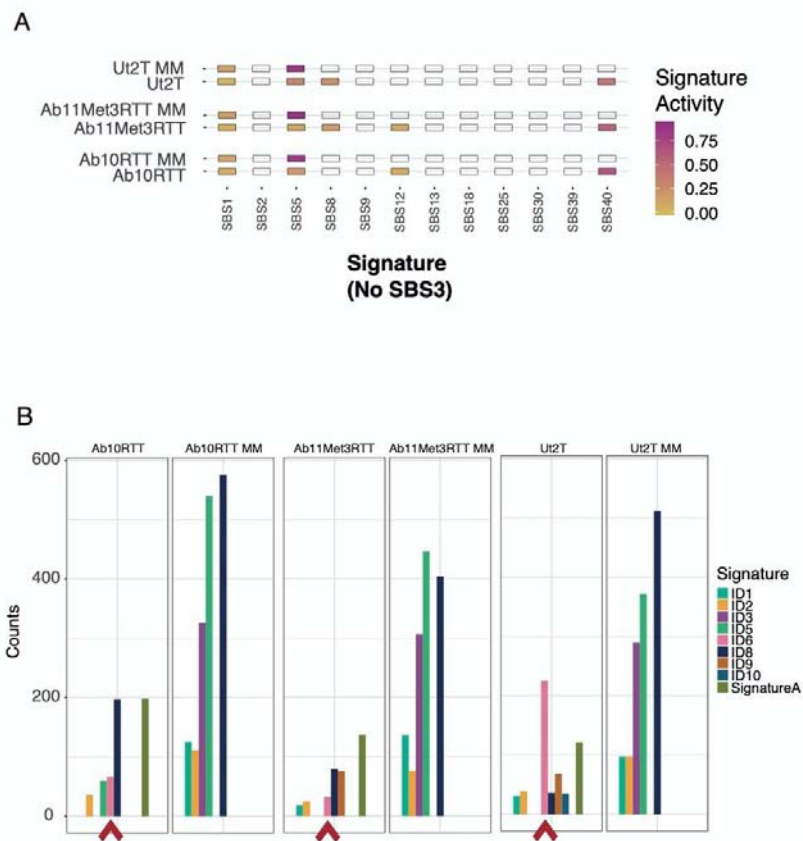 A
Ut2T MM
Ut2T
Ab11Met3RTT MM
Ab11Met3RTT
Ab10RTT MM
Ab10RTT
SBS1
SBS2
SBS5
SBS8
SBS9
SBS12
SBS13
SBS18
SBS25
SBS30
SBS39
SBS40
Signature
(No SBS3)
Signature
Activity
0.75
0.50
0.25
0.00
B
Ab10RTT
Ab10RTT MM
Ab11Met3RTT
Ab11Met3RTT MM
Ut2T
Ut2T MM
Counts
600
400
200
0
Signature
ID1
ID2
ID3
ID5
ID6
ID8
ID9
ID10
SignatureA